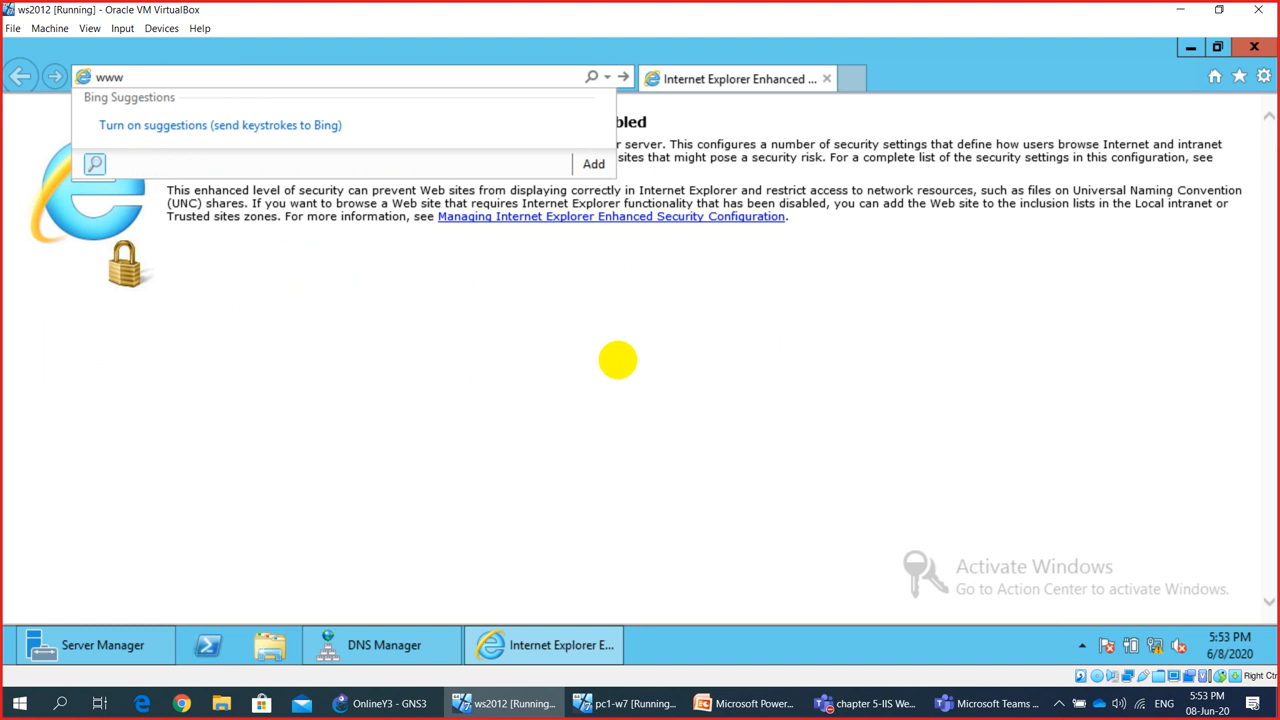 ws2012 [Running] - Oracle VM VirtualBox
File Machine View Input Devices Help
www
Internet Explorer Enhanced ...
Bing Suggestions
Turn on suggestions (send keystrokes to Bing)
Add
bled
r server. This configures a number of security settings that define how users browse Internet and intranet
sites that might pose a security risk. For a complete list of the security settings in this configuration, see
This enhanced level of security can prevent Web sites from displaying correctly in Internet Explorer and restrict access to network resources, such as files on Universal Naming Convention
(UNC) shares. If you want to browse a Web site that requires Internet Explorer functionality that has been disabled, you can add the Web site to the inclusion lists in the Local intranet or
Trusted sites zones. For more information, see Managing Internet Explorer Enhanced Security Configuration.
Activate Windows
Go to Action Center to activate Windows.
Server Manager
DNS Manager
Internet Explorer E...
5:53 PM
6/8/2020
Right Ctrl
OnlineY3 - GNS3
ws2012 [Running...
pc1-w7 [Running...
Microsoft Power...
chapter 5-IIS We...
Microsoft Teams ...
ENG
5:53 PM
08-Jun-20